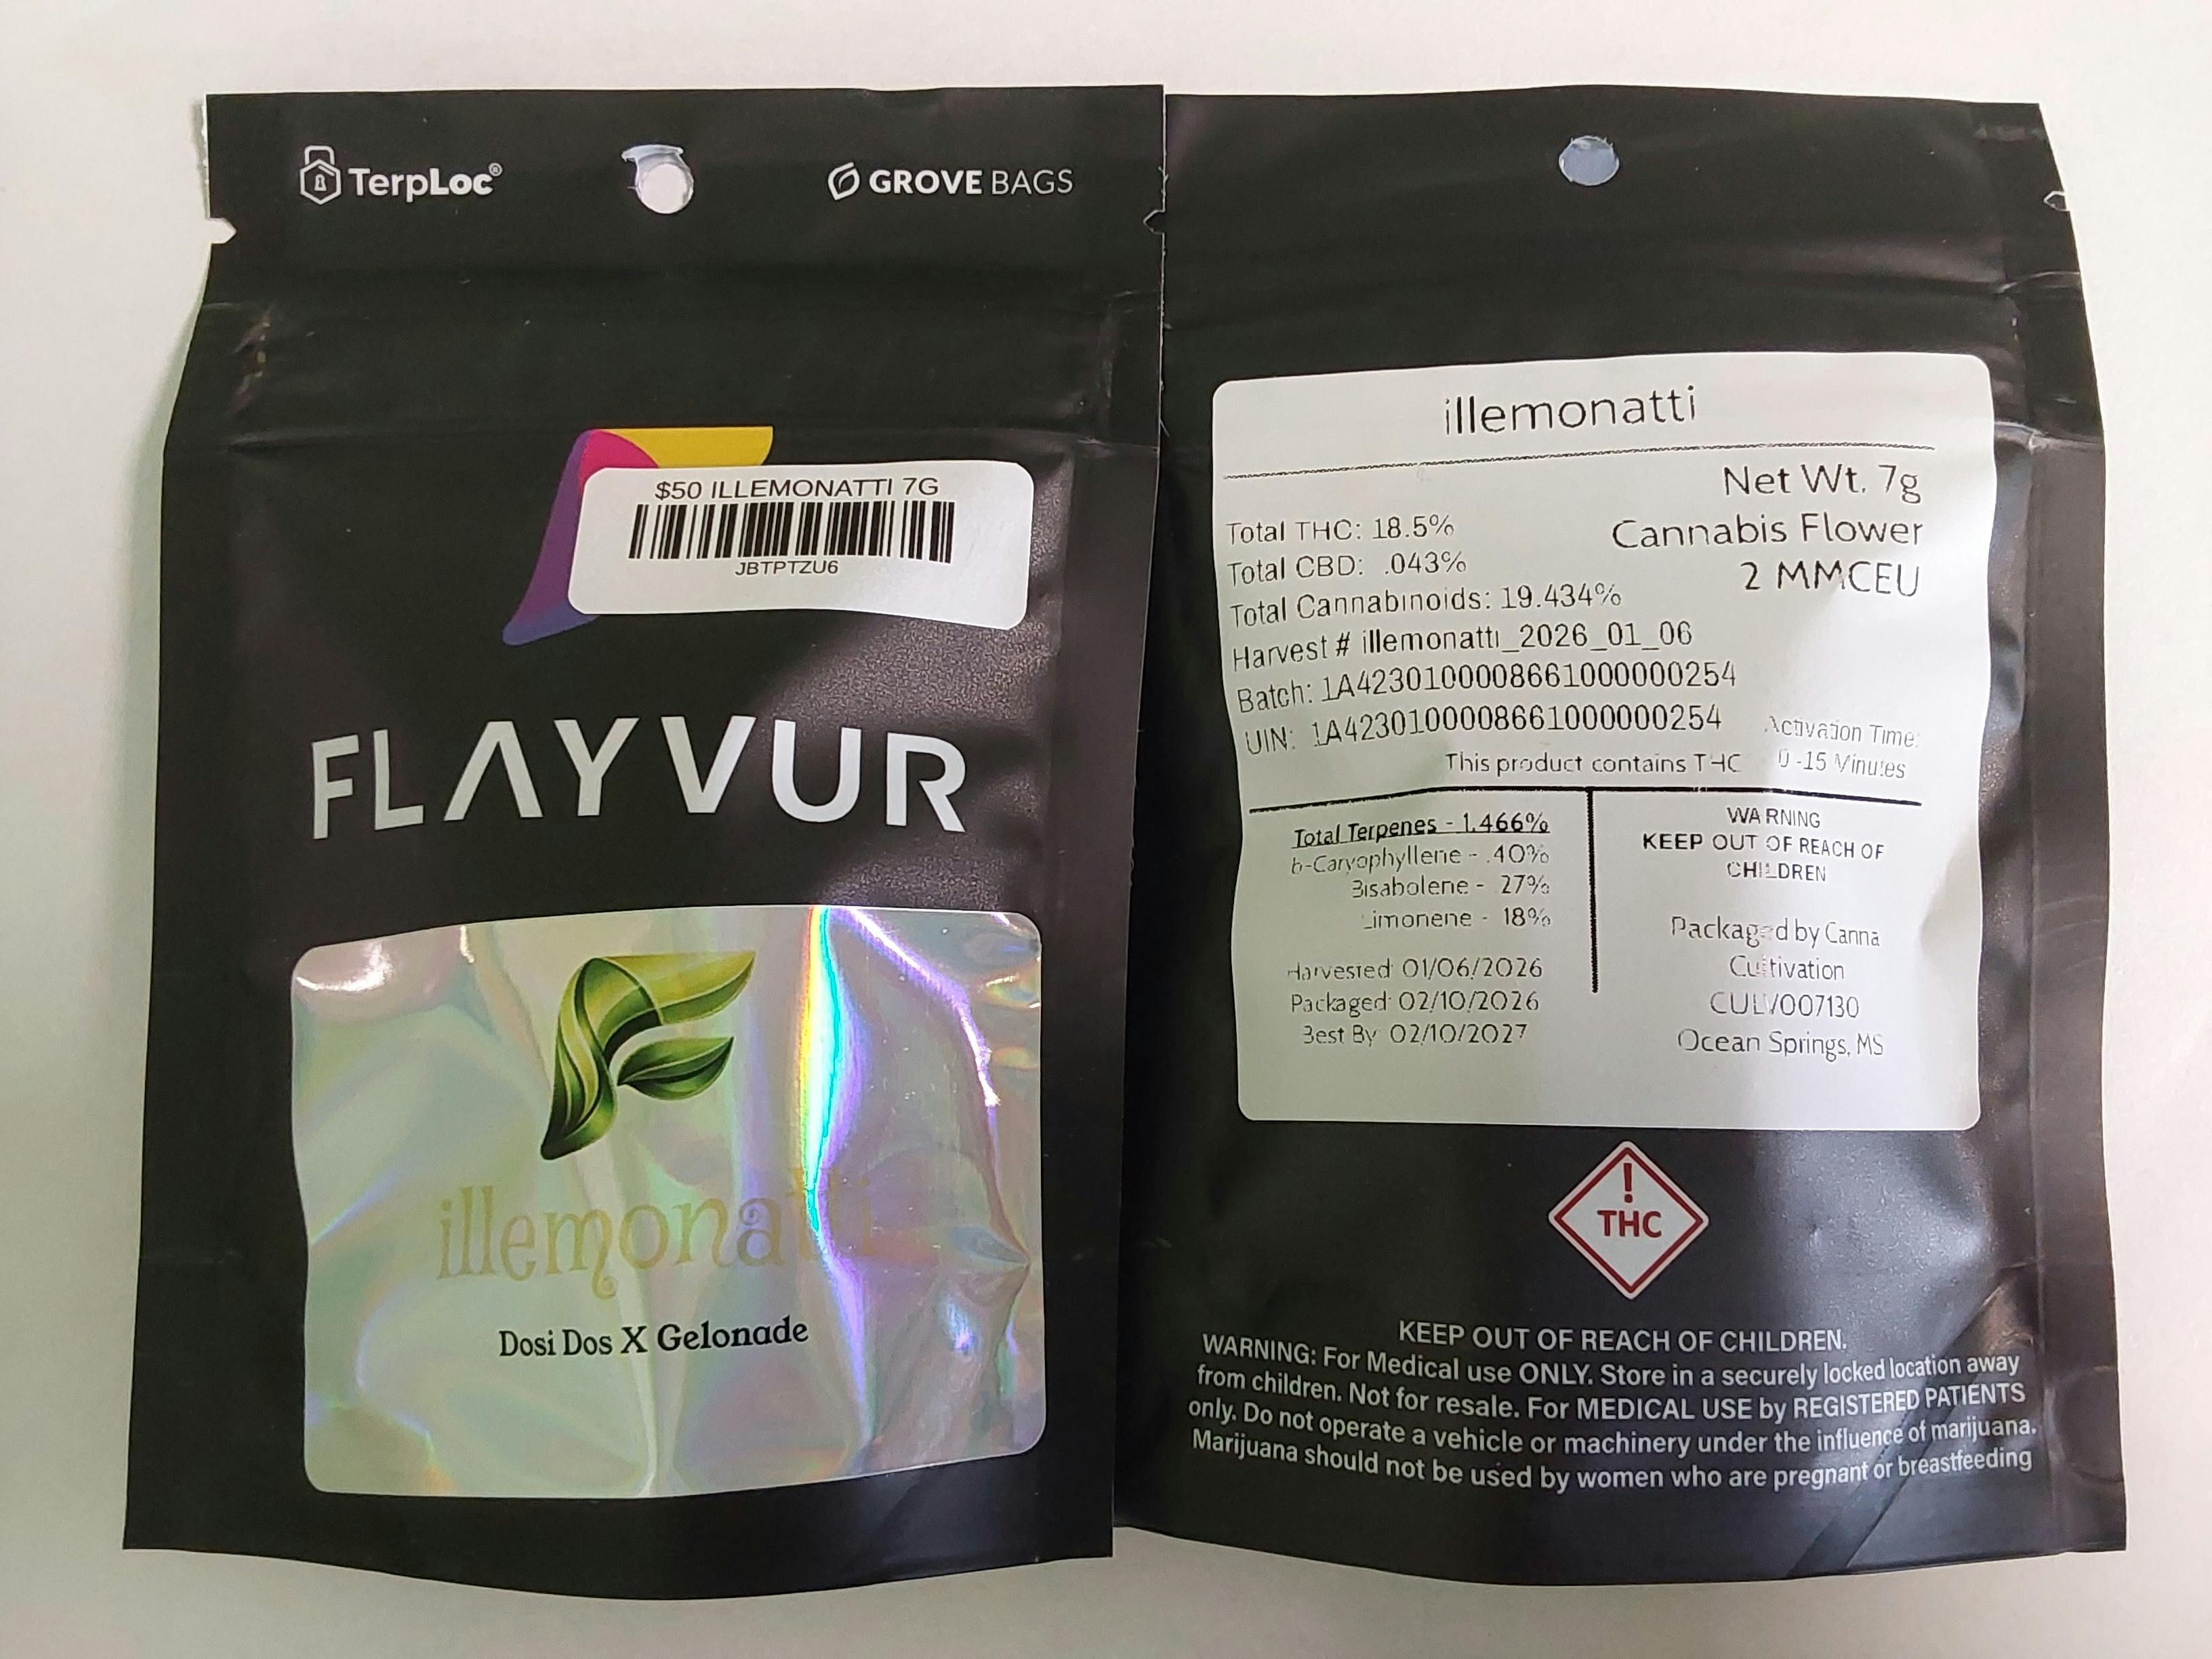 TerpLoc®
GROVE BAGS
$50 ILLEMONATTI 7G
JBTPTZU6
FLAYVUR
illemonatti
Dosi Dos X Gelonade
illemonatti
Net Wt. 7g
Cannabis Flower
2 MMCEU
Total THC: 18.5%
Total CBD: .043%
Total Cannabinoids: 19.434%
Harvest # illemonatti_2026_01_06
Batch: 1A4230100008661000000254
UIN: 1A4230100008661000000254
Activation Time:
0 -15 Minutes
This product contains THC
Total Terpenes - 1.466%
b-Caryophyllene - .40%
Bisabolene - .27%
Limonene - .18%
Harvested: 01/06/2026
Packaged: 02/10/2026
Best By: 02/10/2027
WARNING
KEEP OUT OF REACH OF
CHILDREN
Packaged by Canna
Cultivation
CULV007130
Ocean Springs, MS
!
THC
KEEP OUT OF REACH OF CHILDREN.
WARNING: For Medical use ONLY. Store in a securely locked location away
from children. Not for resale. For MEDICAL USE by REGISTERED PATIENTS
only. Do not operate a vehicle or machinery under the influence of marijuana.
Marijuana should not be used by women who are pregnant or breastfeeding